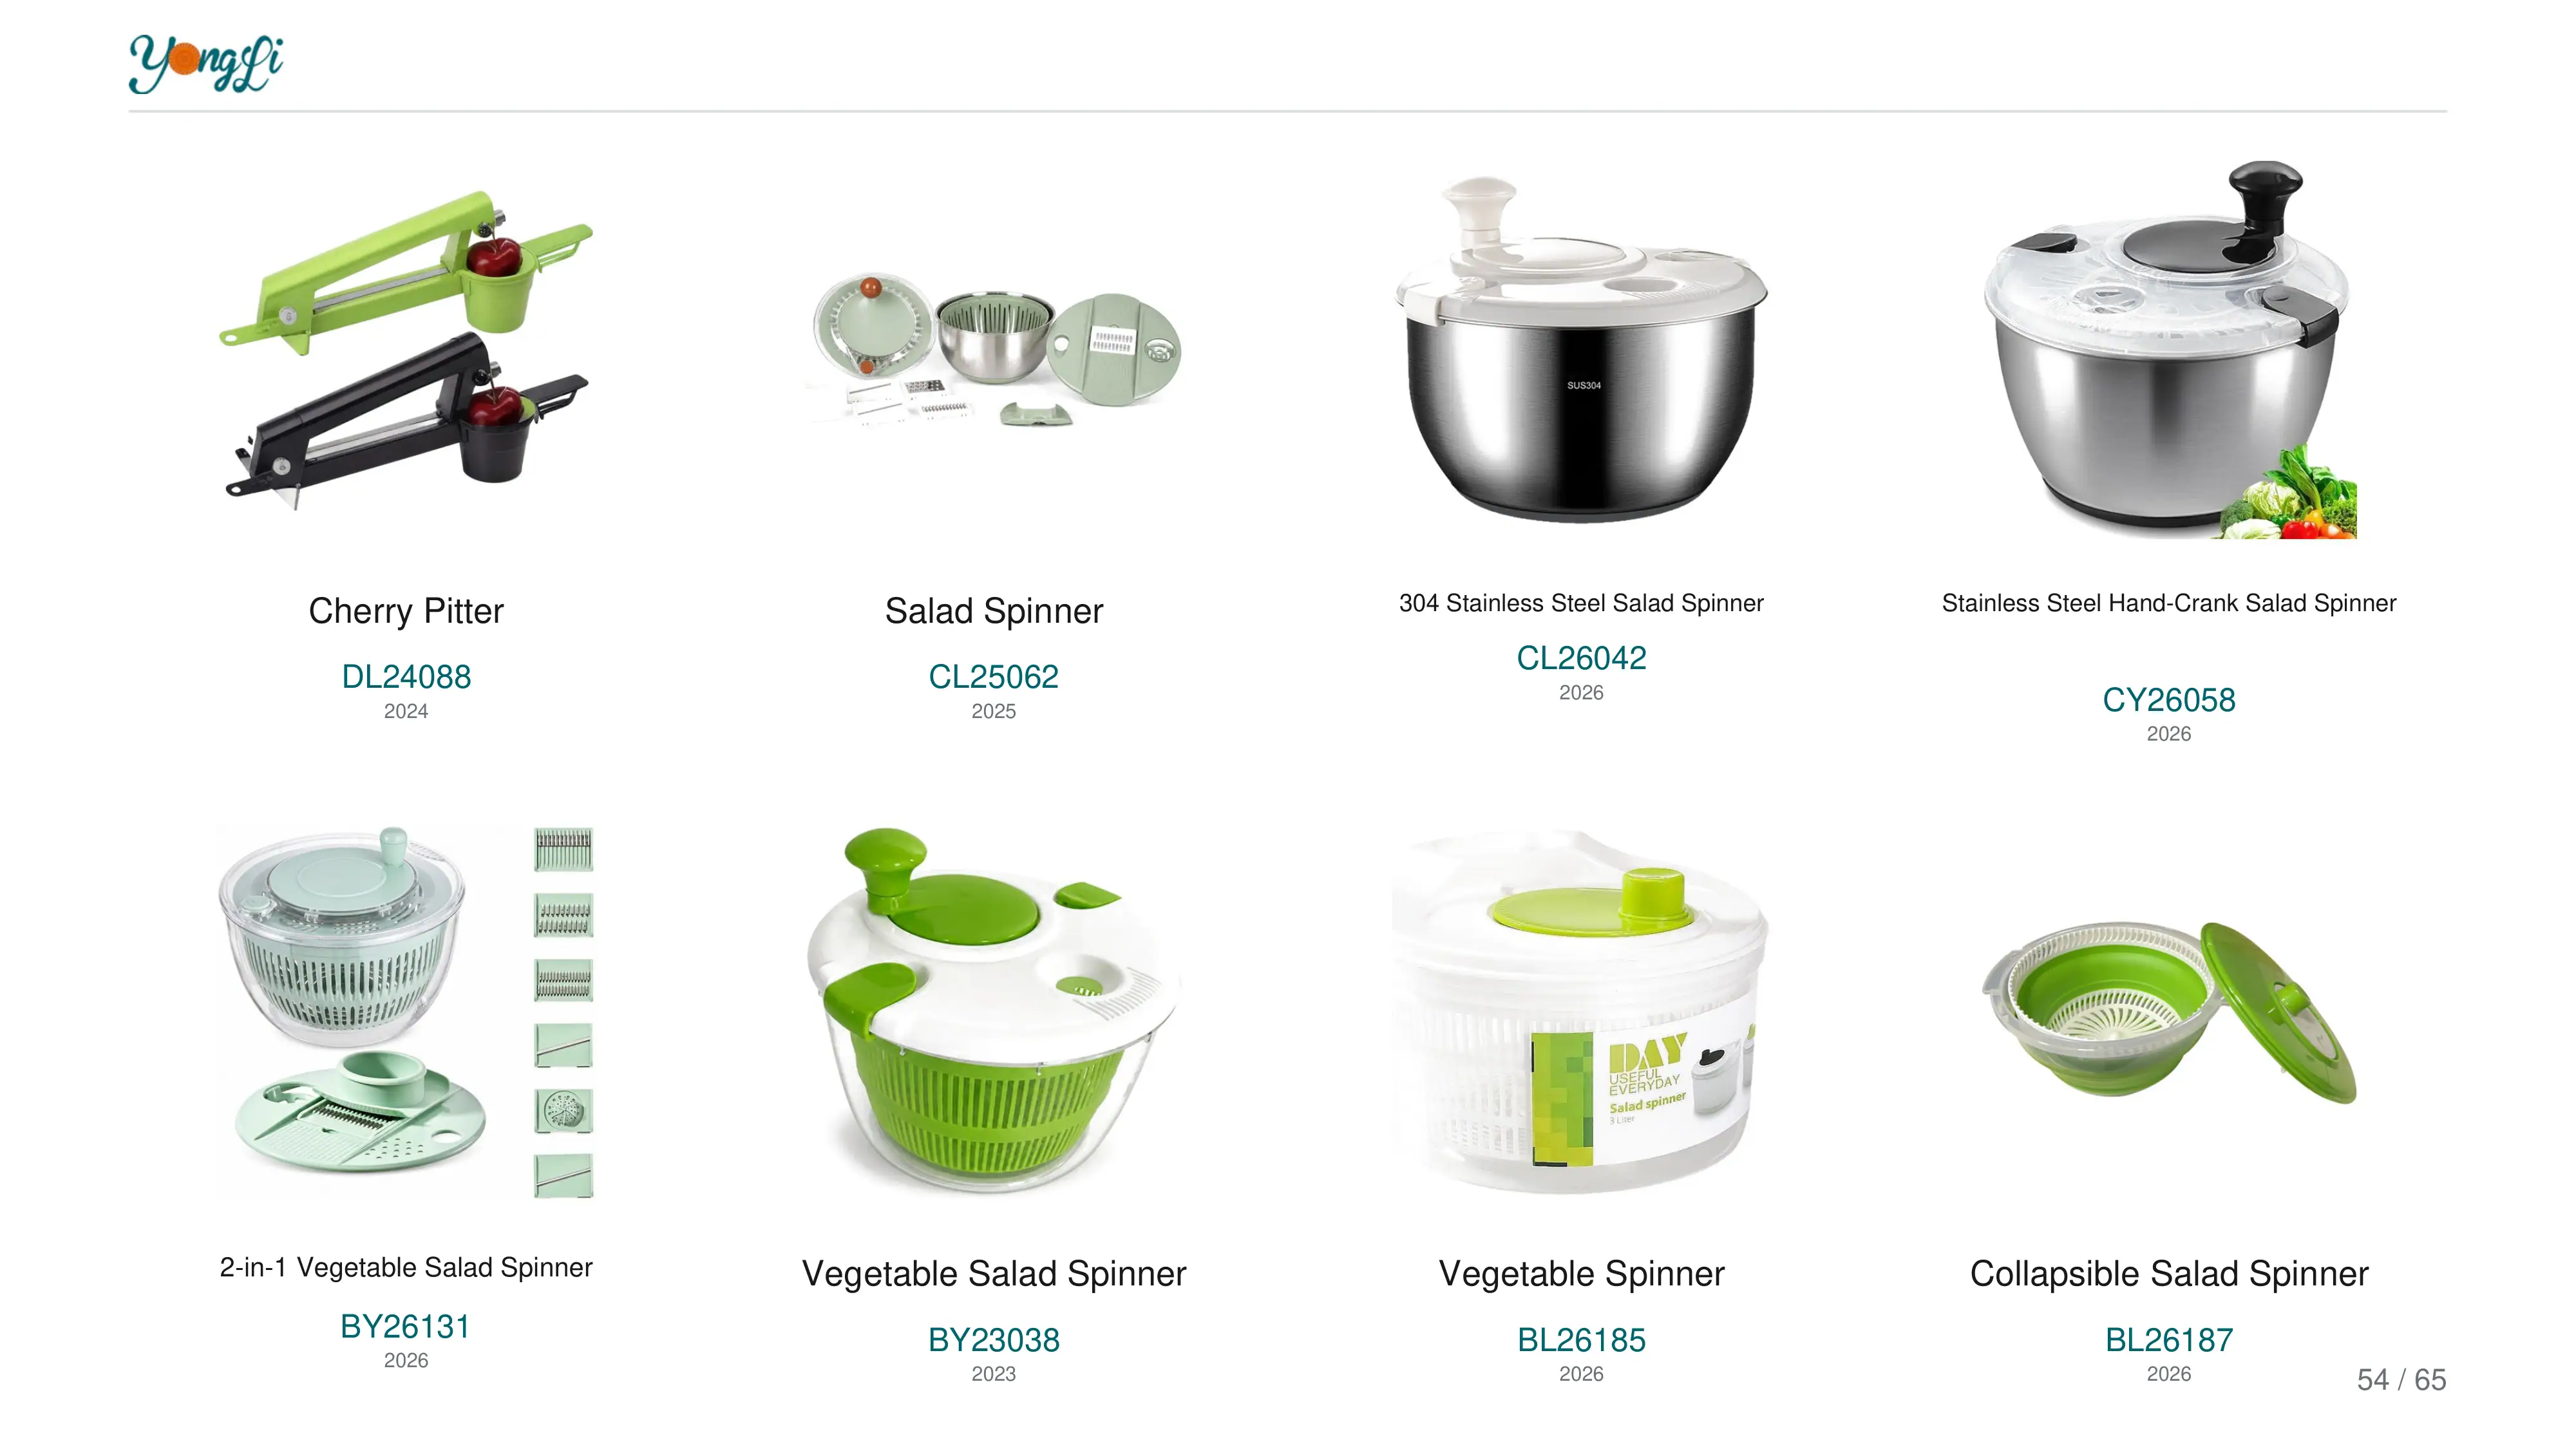 YongLi
SUS304
Cherry Pitter
DL24088
2024
Salad Spinner
CL25062
2025
304 Stainless Steel Salad Spinner
CL26042
2026
Stainless Steel Hand-Crank Salad Spinner
CY26058
2026
DAY
USEFUL
EVERYDAY
Salad spinner
3 Liter
2-in-1 Vegetable Salad Spinner
BY26131
2026
Vegetable Salad Spinner
BY23038
2023
Vegetable Spinner
BL26185
2026
Collapsible Salad Spinner
BL26187
2026
54 / 65